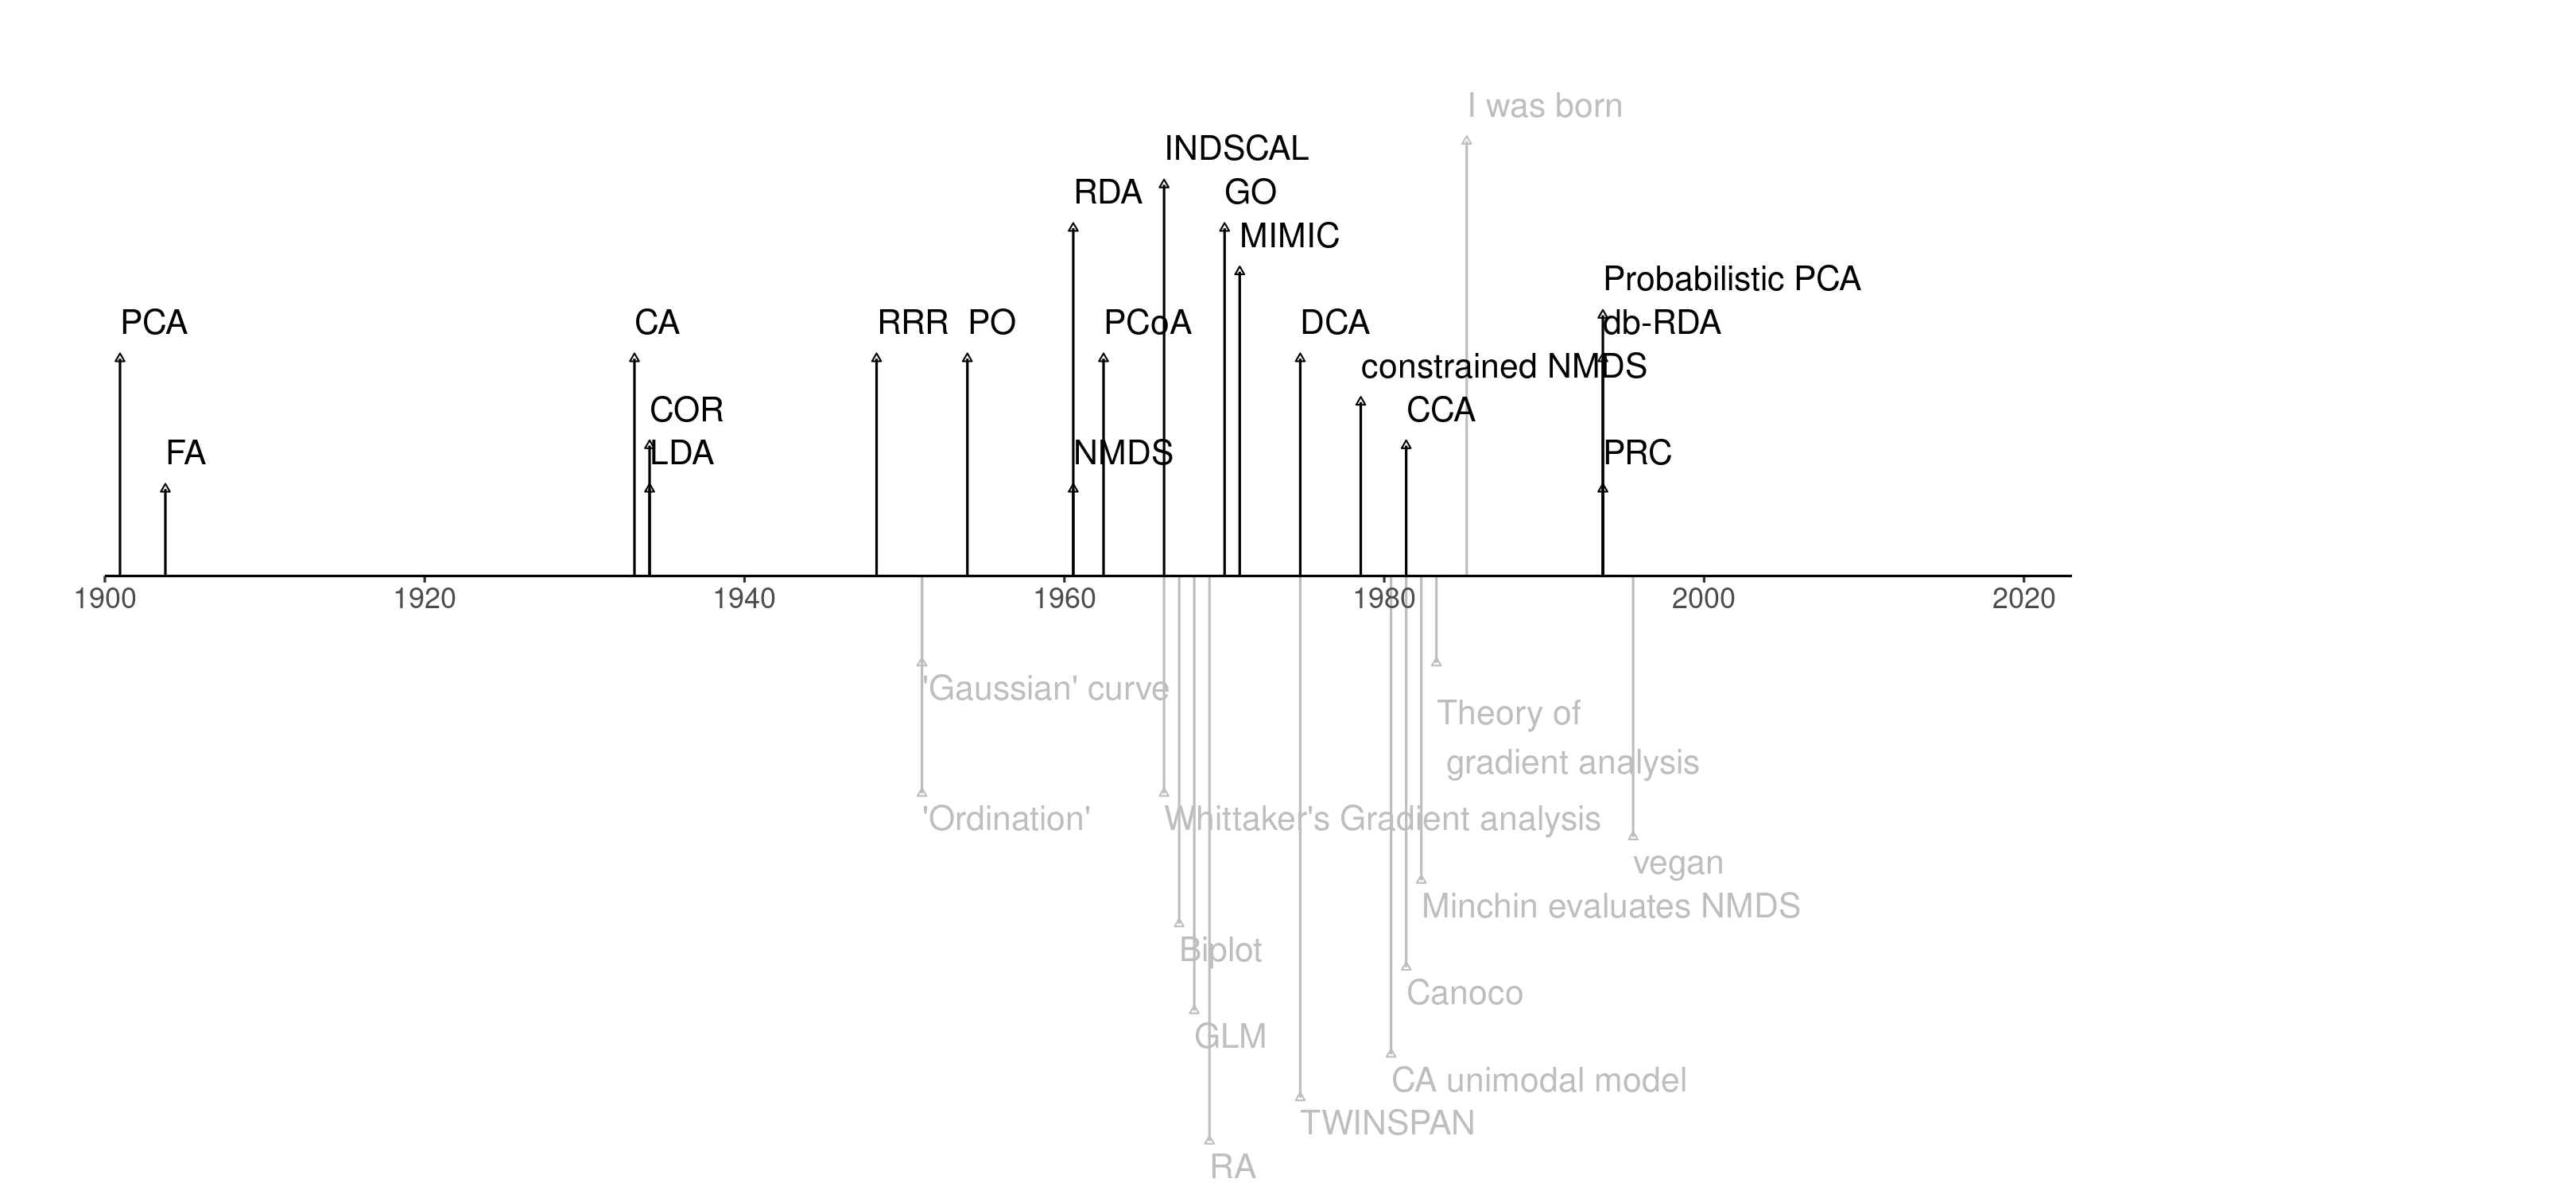 I was born
INDSCAL
RDA
GO
MIMIC
Probabilistic PCA
PCA
CA
RRR
PO
PCoA
DCA
db-RDA
constrained NMDS
COR
CCA
FA
LDA
NMDS
PRC
1900
1920
1940
1960
1980
2000
2020
'Gaussian' curve
Theory of
gradient analysis
'Ordination'
Whittaker's Gradient analysis
vegan
Minchin evaluates NMDS
Biplot
Canoco
GLM
CA unimodal model
TWINSPAN
RA